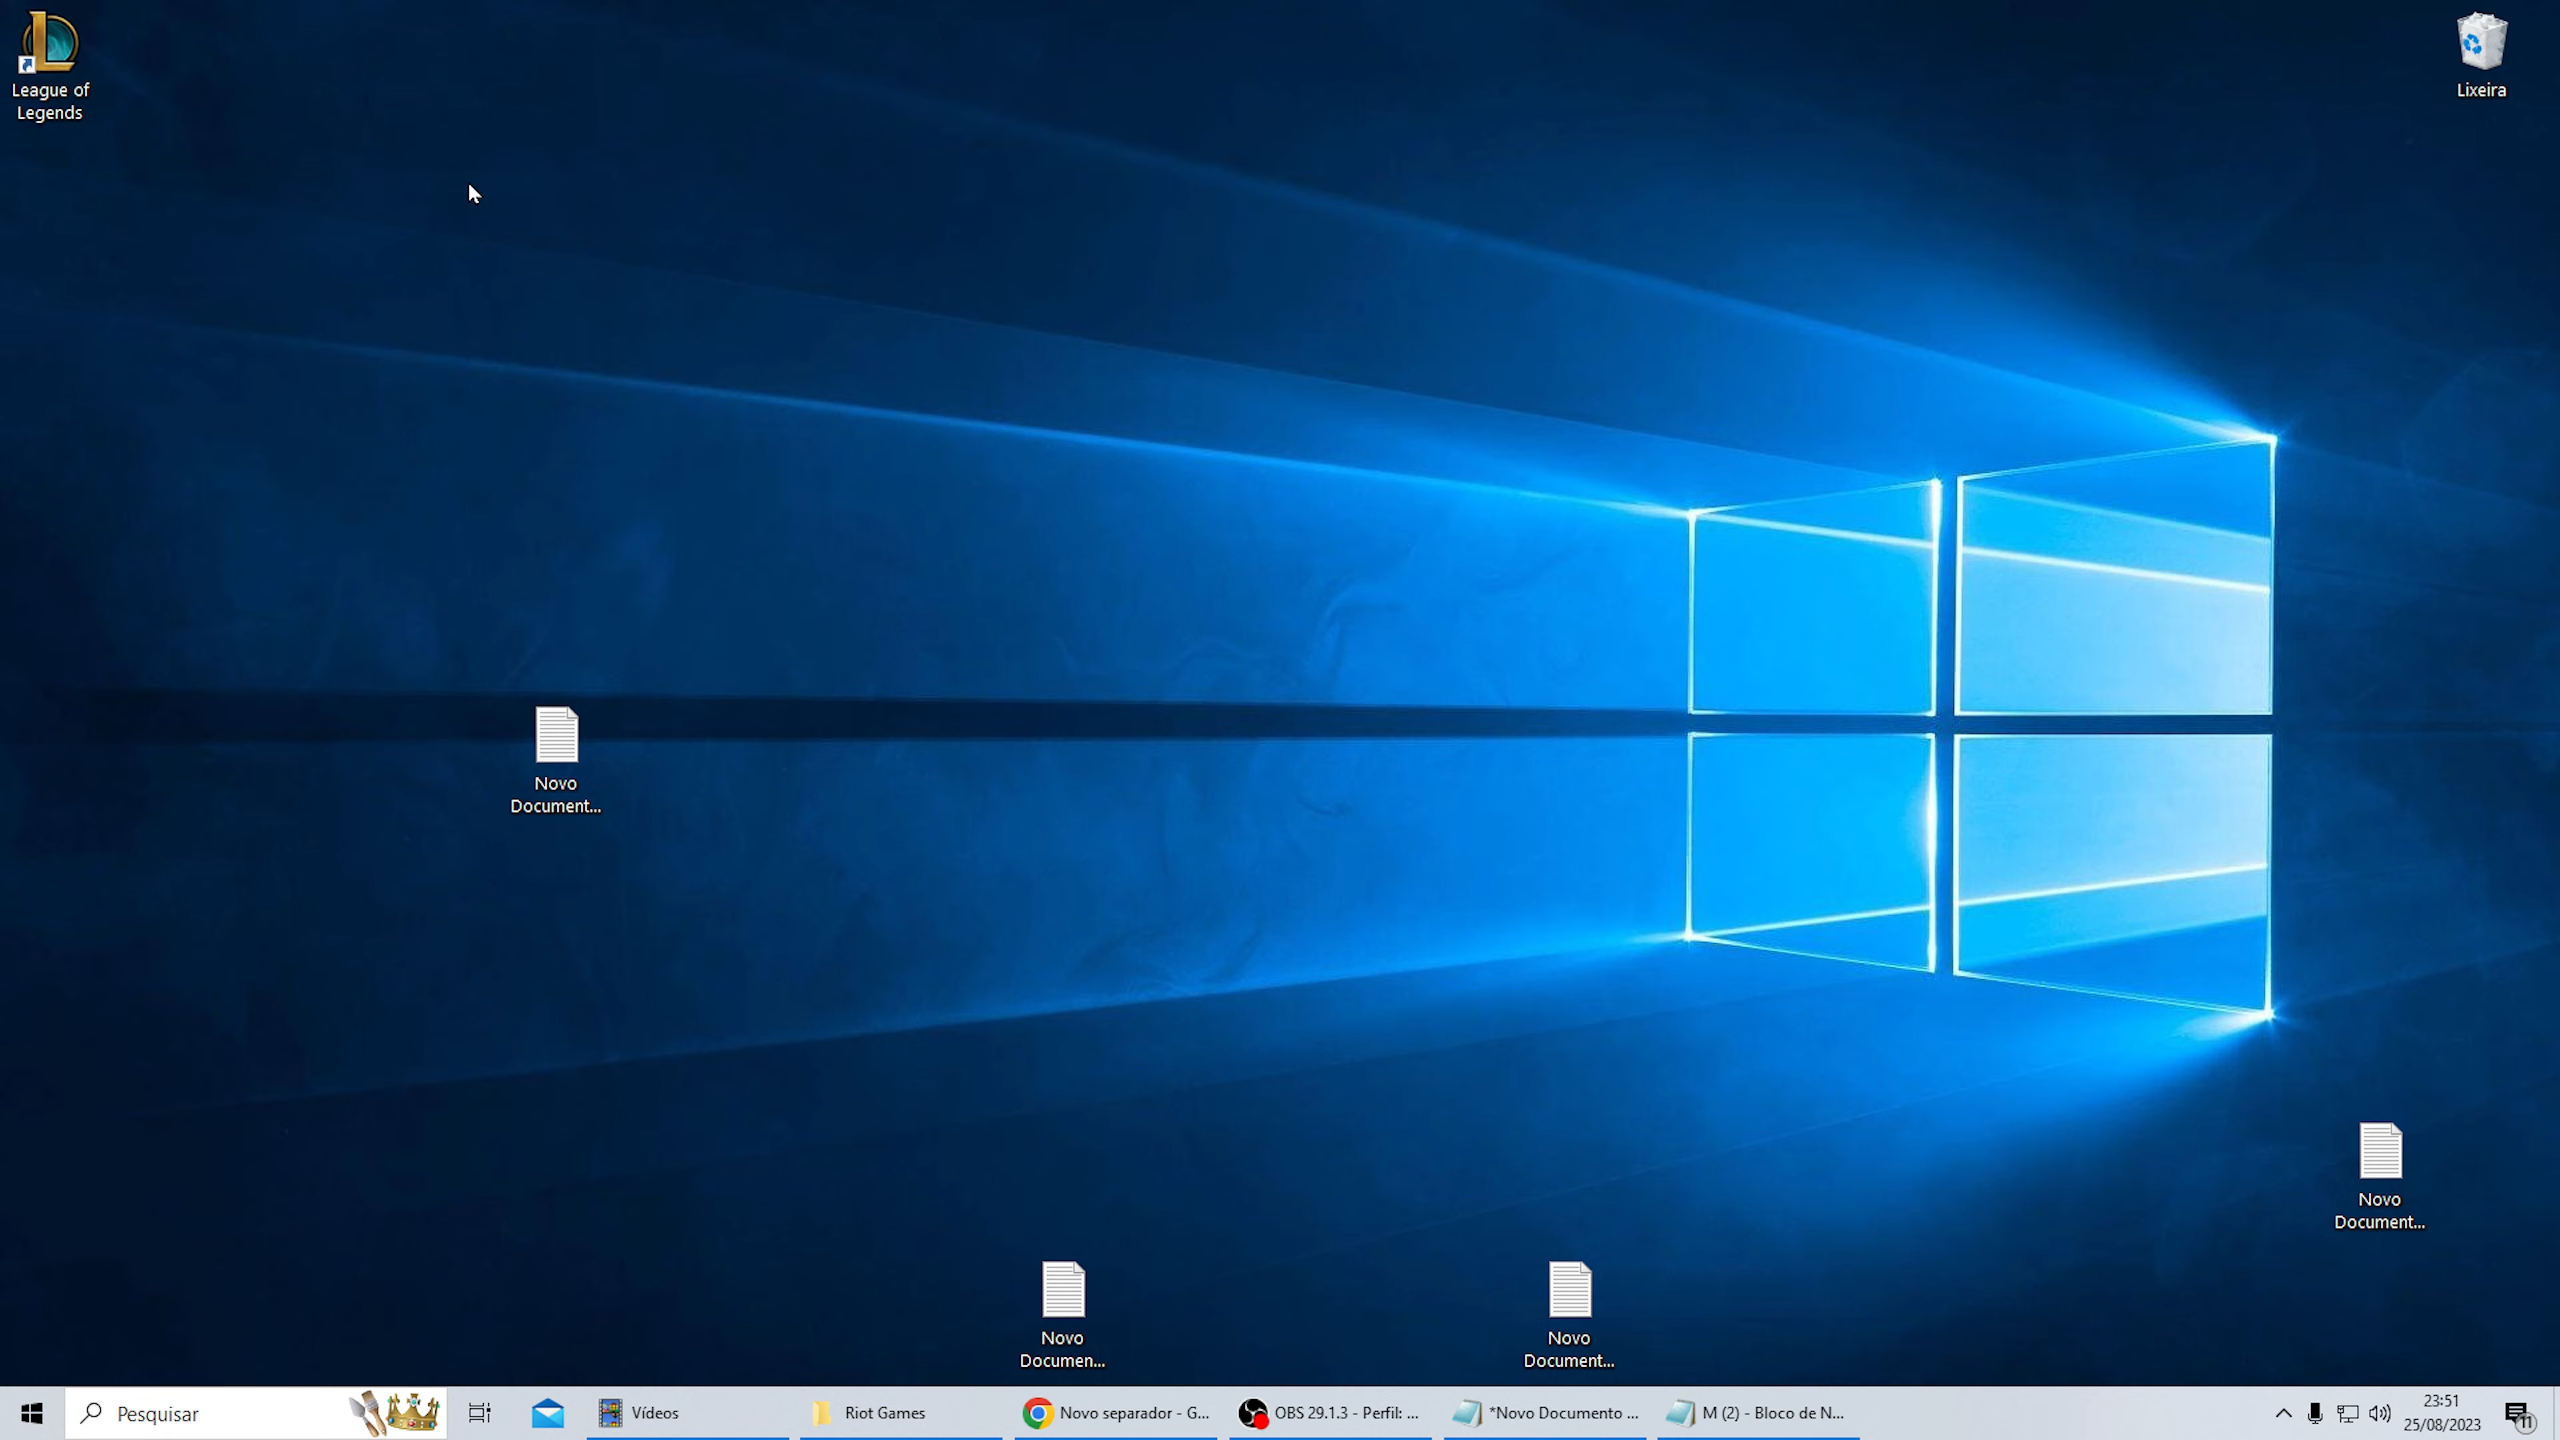 League of
Legends
Lixeira
Novo
Document...
Novo
Document...
Novo
Documen...
Novo
Document...
Pesquisar
Vídeos
Riot Games
Novo separador - G...
OBS 29.1.3 - Perfil: ...
*Novo Documento ...
M (2) - Bloco de N...
23:51
25/08/2023
11